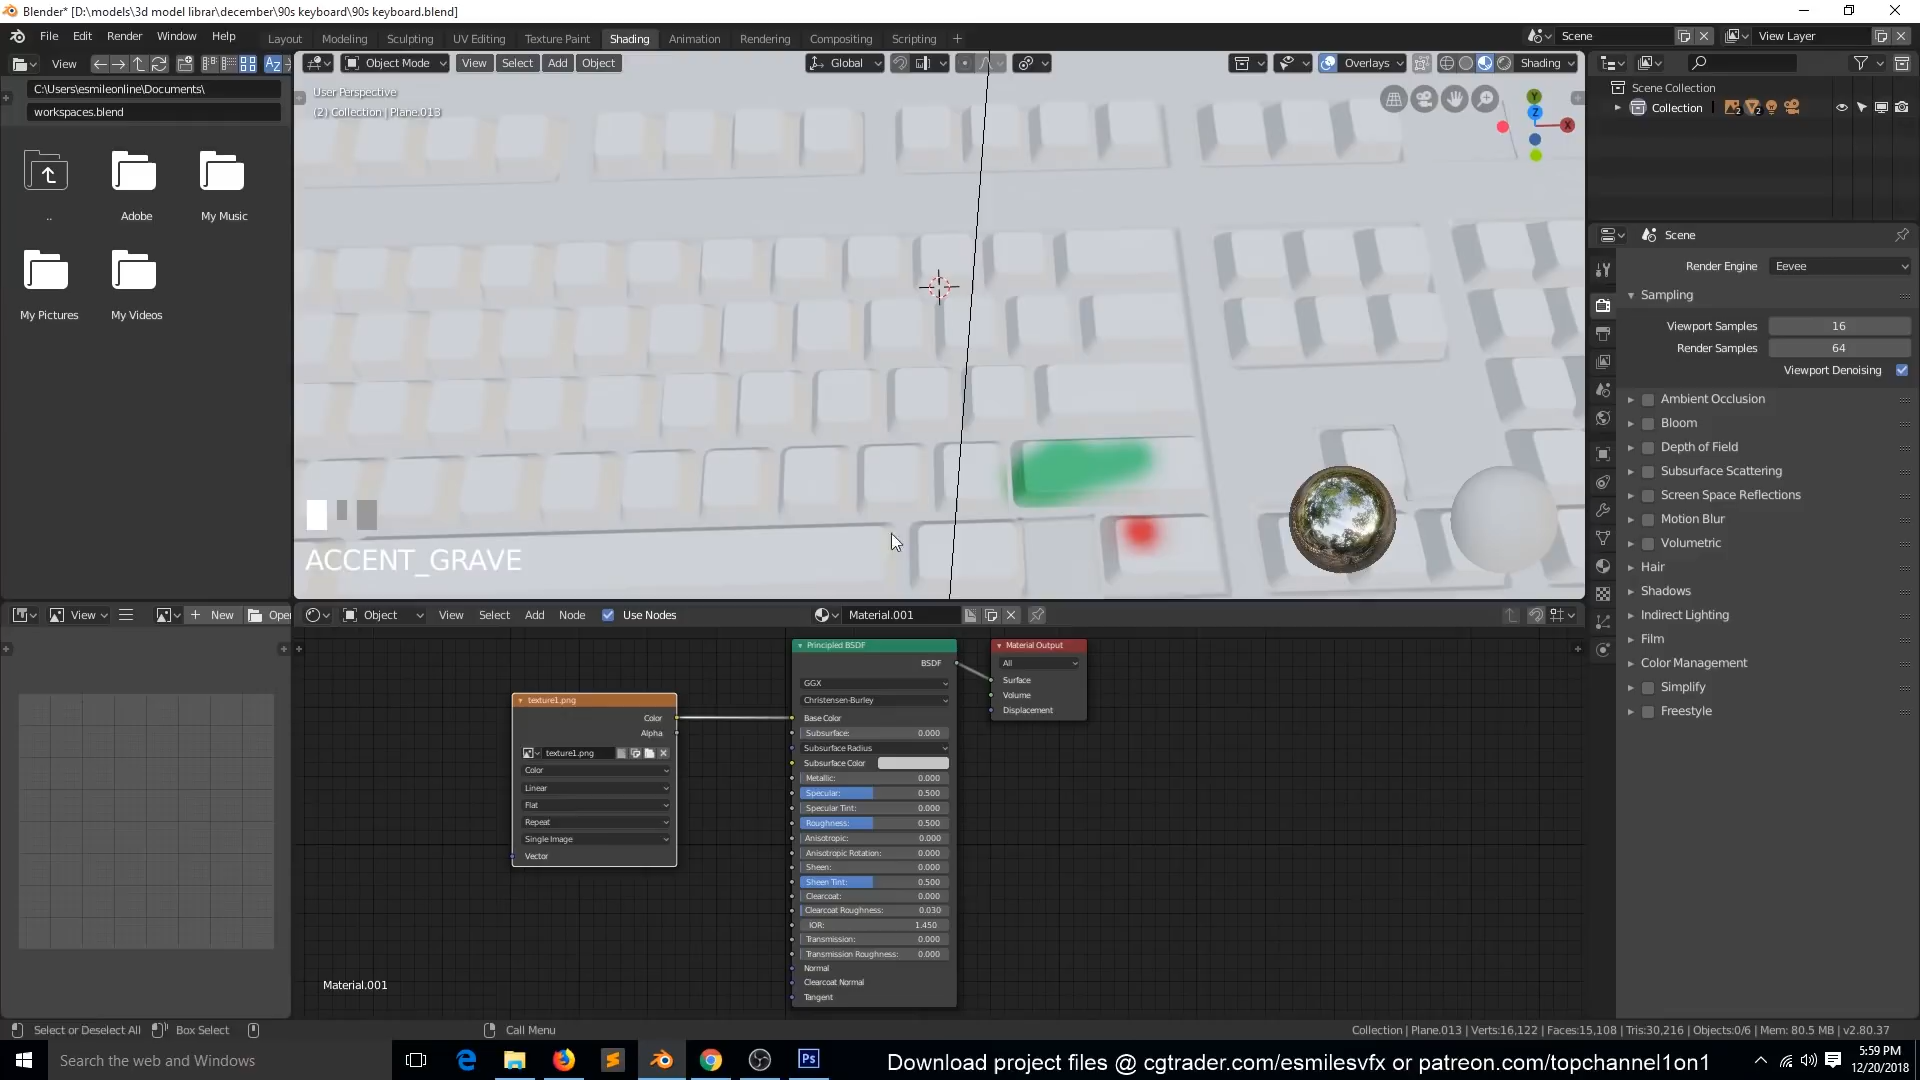 Blender* [D:\models\3d model librar\december\90s keyboard\90s keyboard.blend]
File Edit Render Window Help Layout Modeling Sculpting UV Editing Texture Paint Shading Animation Rendering Compositing Scripting Scene View Layer
View Object Mode View Select Add Object Global Overlays Shading
C:\Users\esmileonline\Documents\
workspaces.blend
User Perspective
(2) Collection | Plane.013
Scene Collection
Collection
..
Adobe
My Music
My Pictures
My Videos
ACCENT_GRAVE
Scene
Render Engine Eevee
Sampling
Viewport Samples 16
Render Samples 64
Viewport Denoising
Ambient Occlusion
Bloom
Depth of Field
Subsurface Scattering
Screen Space Reflections
Motion Blur
Volumetric
Hair
Shadows
Indirect Lighting
Film
Color Management
Simplify
Freestyle
View New Open Object View Select Add Node Use Nodes Material.001
texture1.png
Color
Alpha
texture1.png
Color
Linear
Flat
Repeat
Single Image
Vector
Principled BSDF
BSDF
GGX
Christensen-Burley
Base Color
Subsurface: 0.000
Subsurface Radius
Subsurface Color
Metallic: 0.000
Specular: 0.500
Specular Tint: 0.000
Roughness: 0.500
Anisotropic: 0.000
Anisotropic Rotation: 0.000
Sheen: 0.000
Sheen Tint: 0.500
Clearcoat: 0.000
Clearcoat Roughness: 0.030
IOR: 1.450
Transmission: 0.000
Transmission Roughness: 0.000
Normal
Clearcoat Normal
Tangent
Material Output
All
Surface
Volume
Displacement
Material.001
Select or Deselect All Box Select Call Menu Collection | Plane.013 | Verts:16,122 | Faces:15,108 | Tris:30,216 | Objects:0/6 | Mem: 80.5 MB | v2.80.37
Search the web and Windows
Download project files @ cgtrader.com/esmilesvfx or patreon.com/topchannel1on1
5:59 PM
12/20/2018